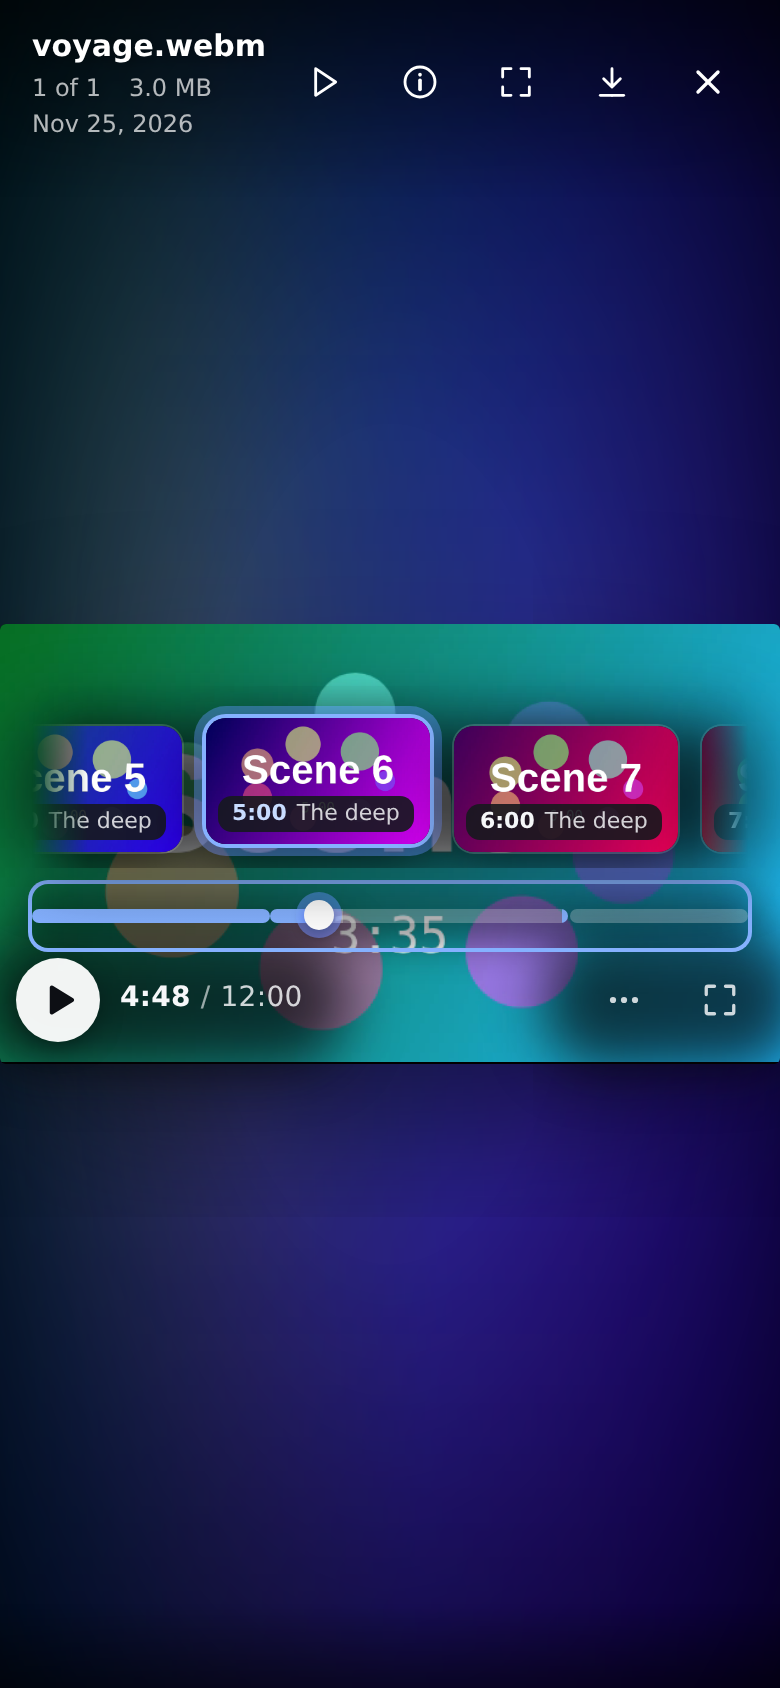 voyage.webm
1 of 1 3.0 MB
Nov 25, 2026
Scene 6
5:00 The deep
Scene 7
6:00 The deep
5
The deep
3:35
4:48 / 12:00